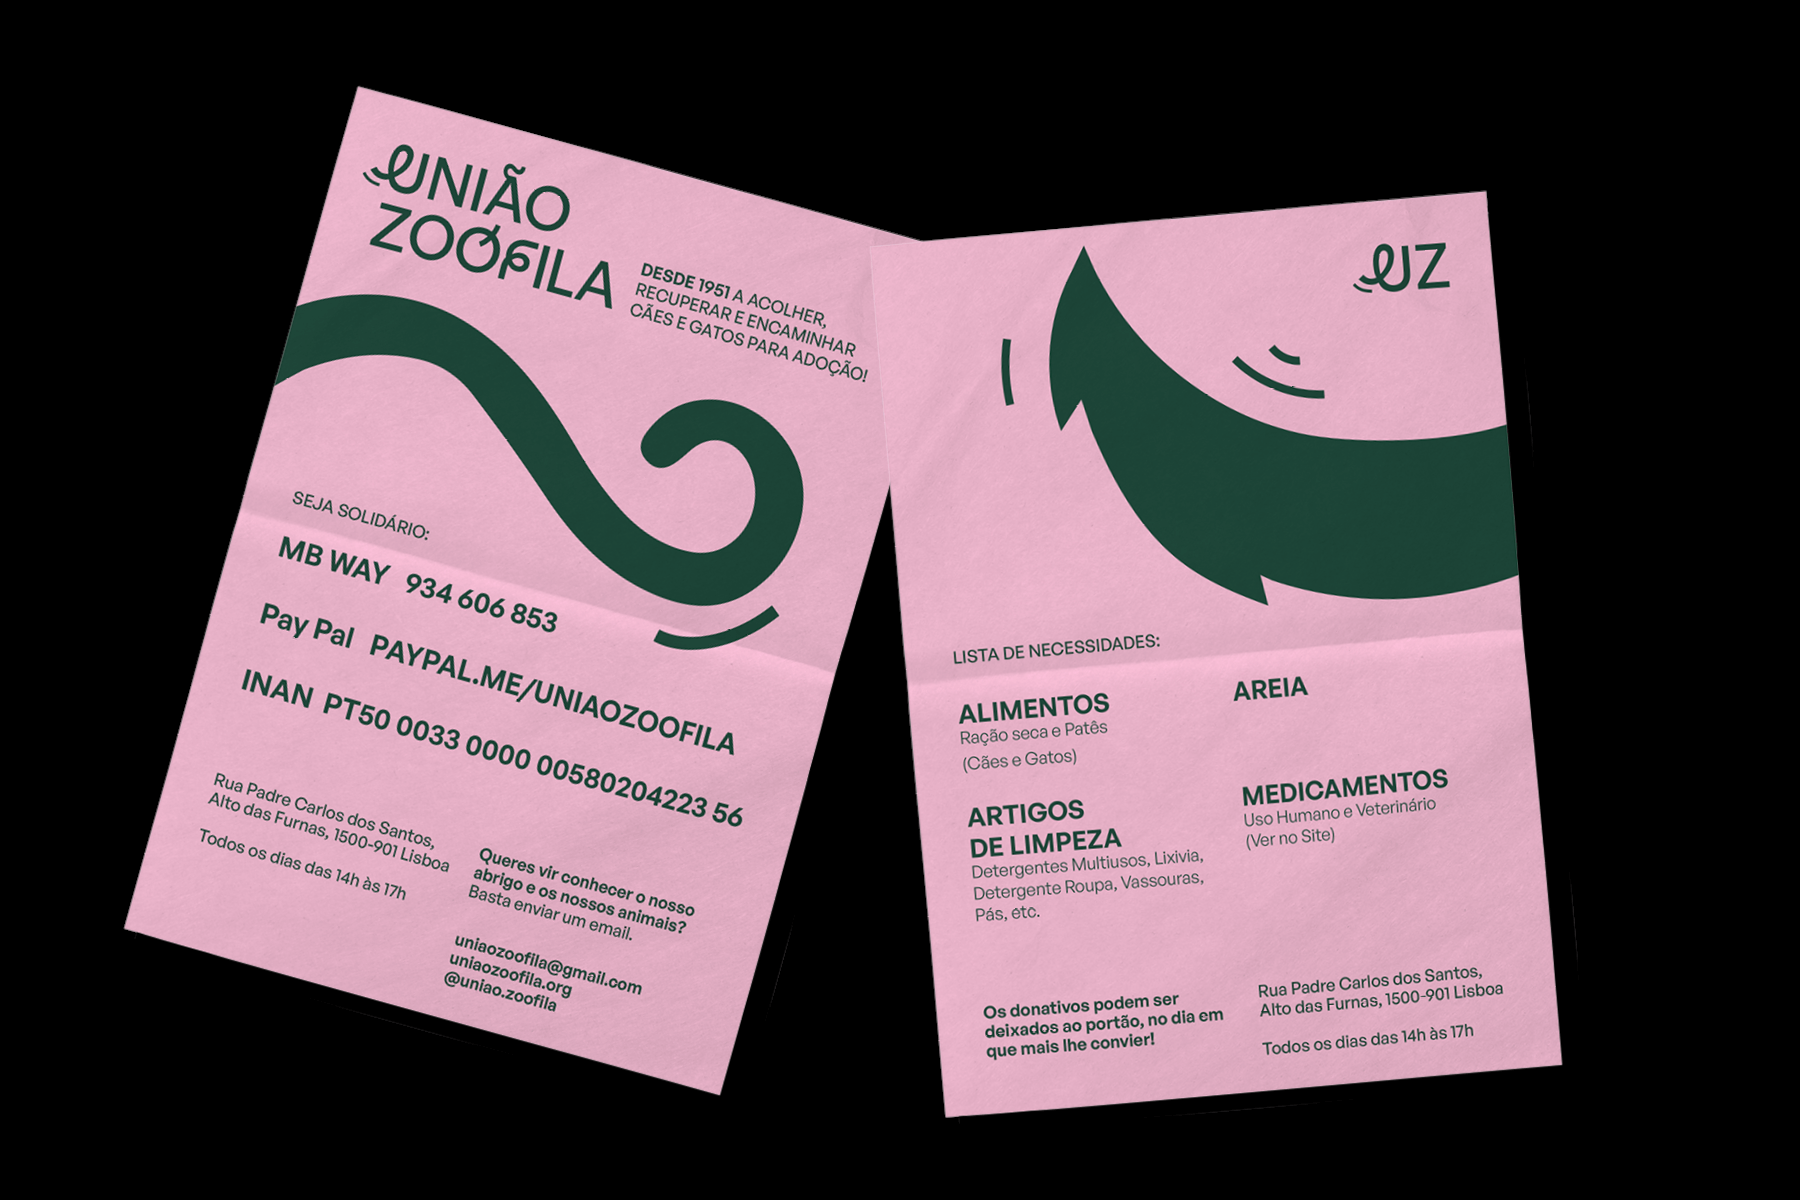 UNIÃO
ZOÓFILA
DESDE 1951 A ACOLHER,
RECUPERAR E ENCAMINHAR
CÃES E GATOS PARA ADOÇÃO!
SEJA SOLIDÁRIO:
MB WAY 934 606 853
Pay Pal PAYPAL.ME/UNIAOZOOFILA
INAN PT50 0033 0000 00580204223 56
Rua Padre Carlos dos Santos,
Alto das Furnas, 1500-901 Lisboa
Todos os dias das 14h às 17h
Queres vir conhecer o nosso
abrigo e os nossos animais?
Basta enviar um email.
uniaozoofila@gmail.com
uniaozoofila.org
@uniao.zoofila
UZ
LISTA DE NECESSIDADES:
ALIMENTOS
Ração seca e Patês
(Cães e Gatos)
AREIA
ARTIGOS
DE LIMPEZA
Detergentes Multiusos, Lixivia,
Detergente Roupa, Vassouras,
Pás, etc.
MEDICAMENTOS
Uso Humano e Veterinário
(Ver no Site)
Os donativos podem ser
deixados ao portão, no dia em
que mais lhe convier!
Rua Padre Carlos dos Santos,
Alto das Furnas, 1500-901 Lisboa
Todos os dias das 14h às 17h